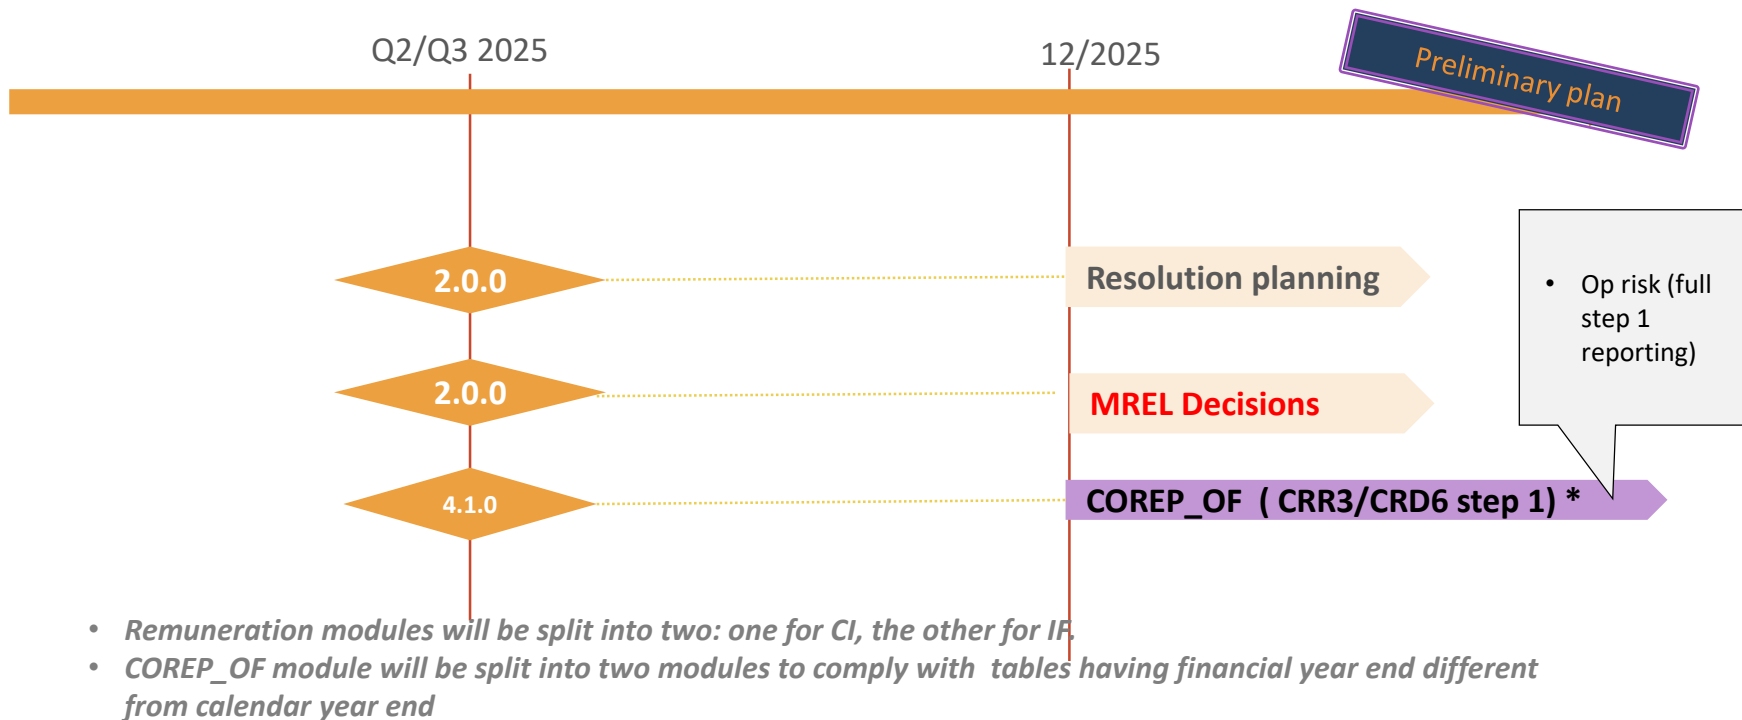 Q2/Q3 2025
12/2025
Preliminary plan
2.0.0
Resolution planning
• Op risk (full
step 1
reporting)
2.0.0
MREL Decisions
4.1.0
COREP_OF ( CRR3/CRD6 step 1) *
• Remuneration modules will be split into two: one for CI, the other for IF.
• COREP_OF module will be split into two modules to comply with tables having financial year end different
from calendar year end